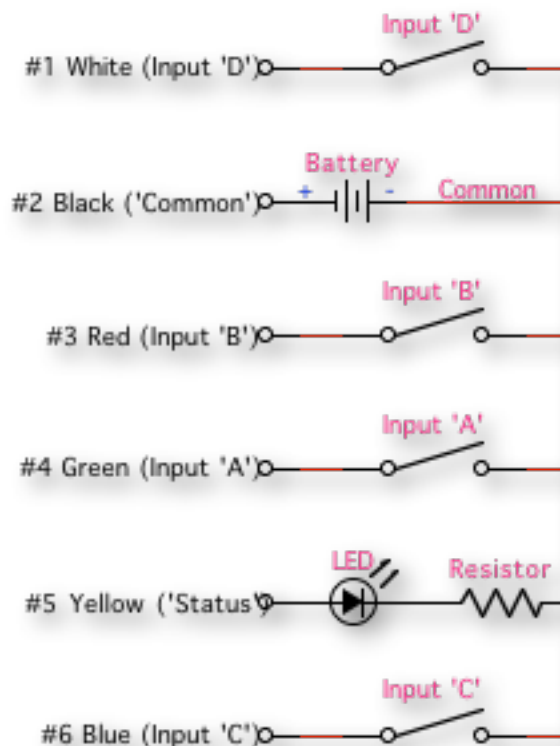 Input 'D'
#1 White (Input 'D')
Battery
+ -
Common
#2 Black ('Common')
Input 'B'
#3 Red (Input 'B')
Input 'A'
#4 Green (Input 'A')
LED
Resistor
#5 Yellow ('Status')
Input 'C'
#6 Blue (Input 'C')